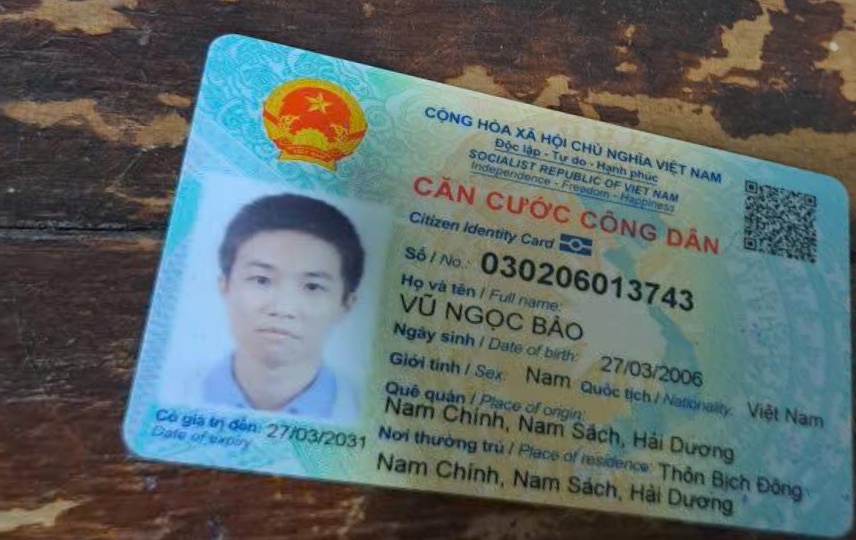 CỘNG HÒA XÃ HỘI CHỦ NGHĨA VIỆT NAM
Độc lập - Tự do - Hạnh phúc
SOCIALIST REPUBLIC OF VIET NAM
Independence - Freedom - Happiness
CĂN CƯỚC CÔNG DÂN
Citizen Identity Card
Số / No.: 030206013743
Họ và tên / Full name:
VŨ NGỌC BẢO
Ngày sinh / Date of birth: 27/03/2006
Giới tính / Sex: Nam Quốc tịch / Nationality: Việt Nam
Quê quán / Place of origin:
Nam Chính, Nam Sách, Hải Dương
Nơi thường trú / Place of residence: Thôn Bịch Đông
Nam Chính, Nam Sách, Hải Dương
Có giá trị đến: 27/03/2031
Date of expiry